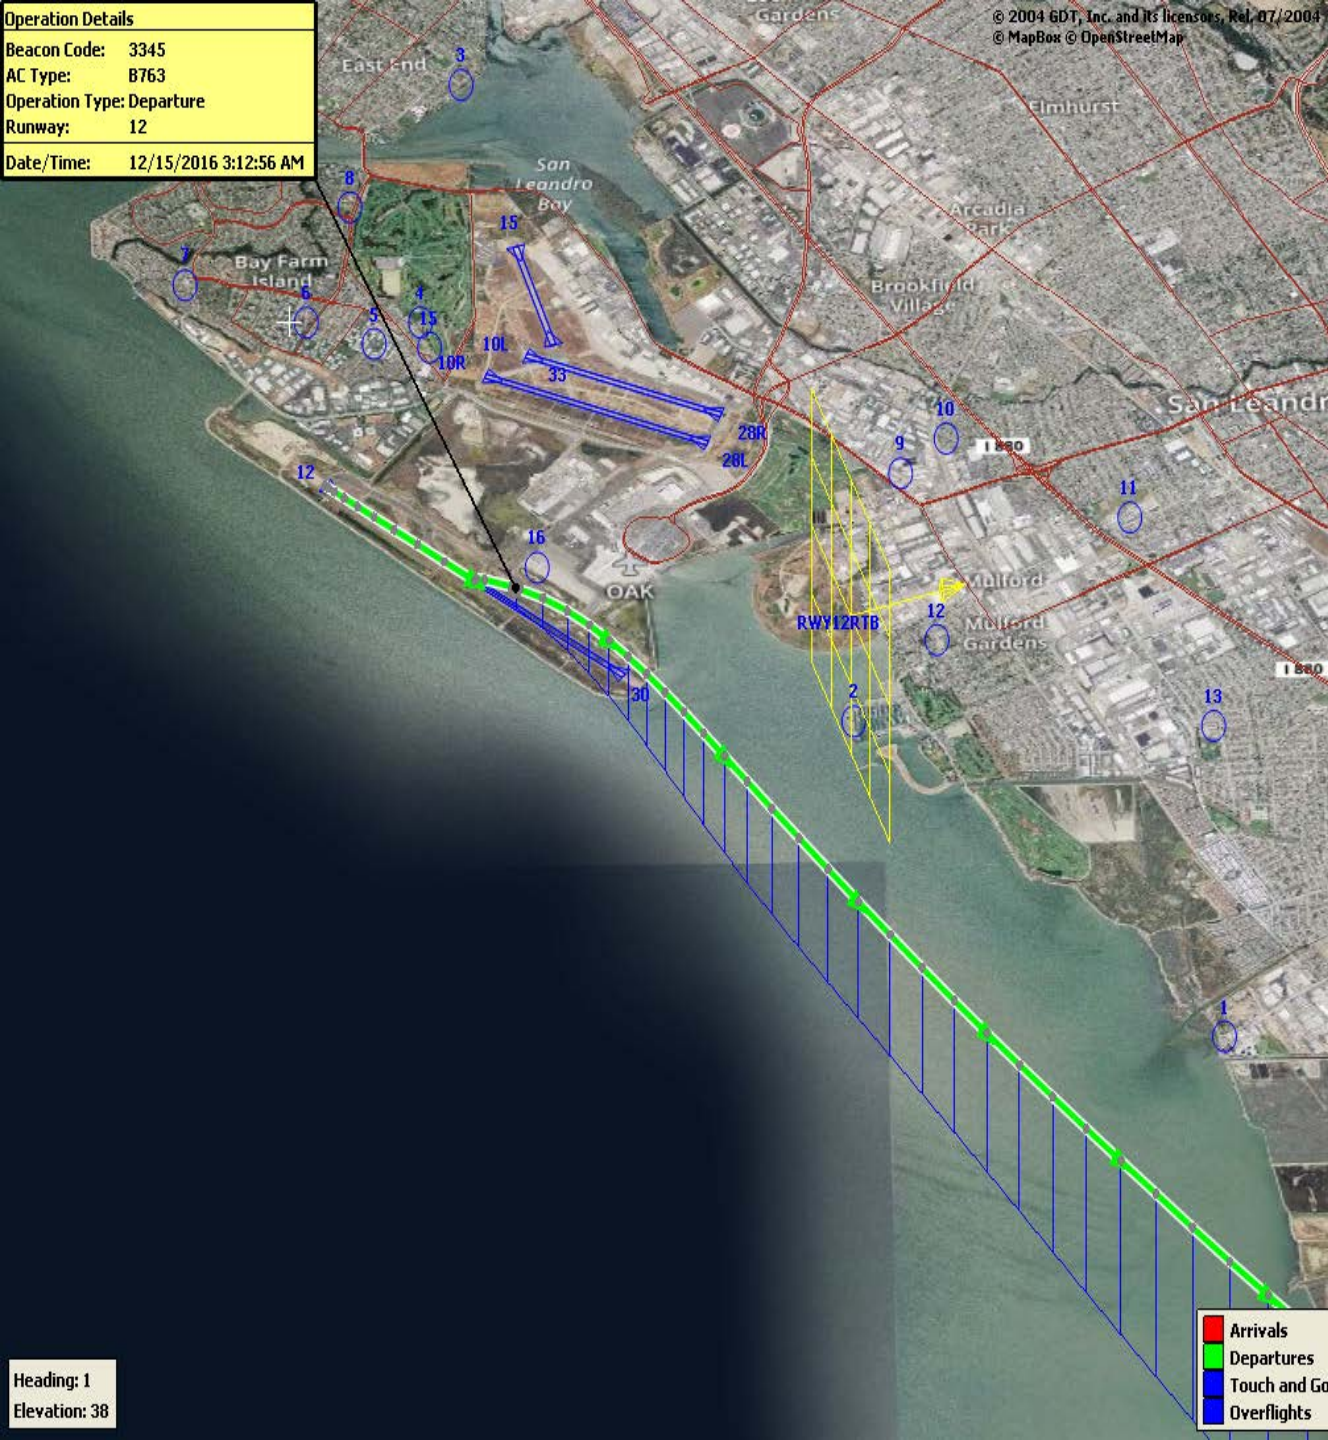 Operation Details
Beacon Code: 3345
AC Type: B763
Operation Type: Departure
Runway: 12
Date/Time: 12/15/2016 3:12:56 AM
© 2004 GDT, Inc. and its licensors, Rel. 07/2004
© MapBox © OpenStreetMap
Gardens
East End
3
Elmhurst
San
Leandro
Bay
8
15
Arcadia
Park
7
Bay Farm
Island
Brookfield
Village
6
4
5
15
10L
10R
33
San Leandr
10
28R
9
I 880
28L
12
11
16
OAK
Mulford
12
RWY12RTB
Mulford
Gardens
I 880
30
2
13
1
Arrivals
Departures
Touch and Go
Overflights
Heading: 1
Elevation: 38